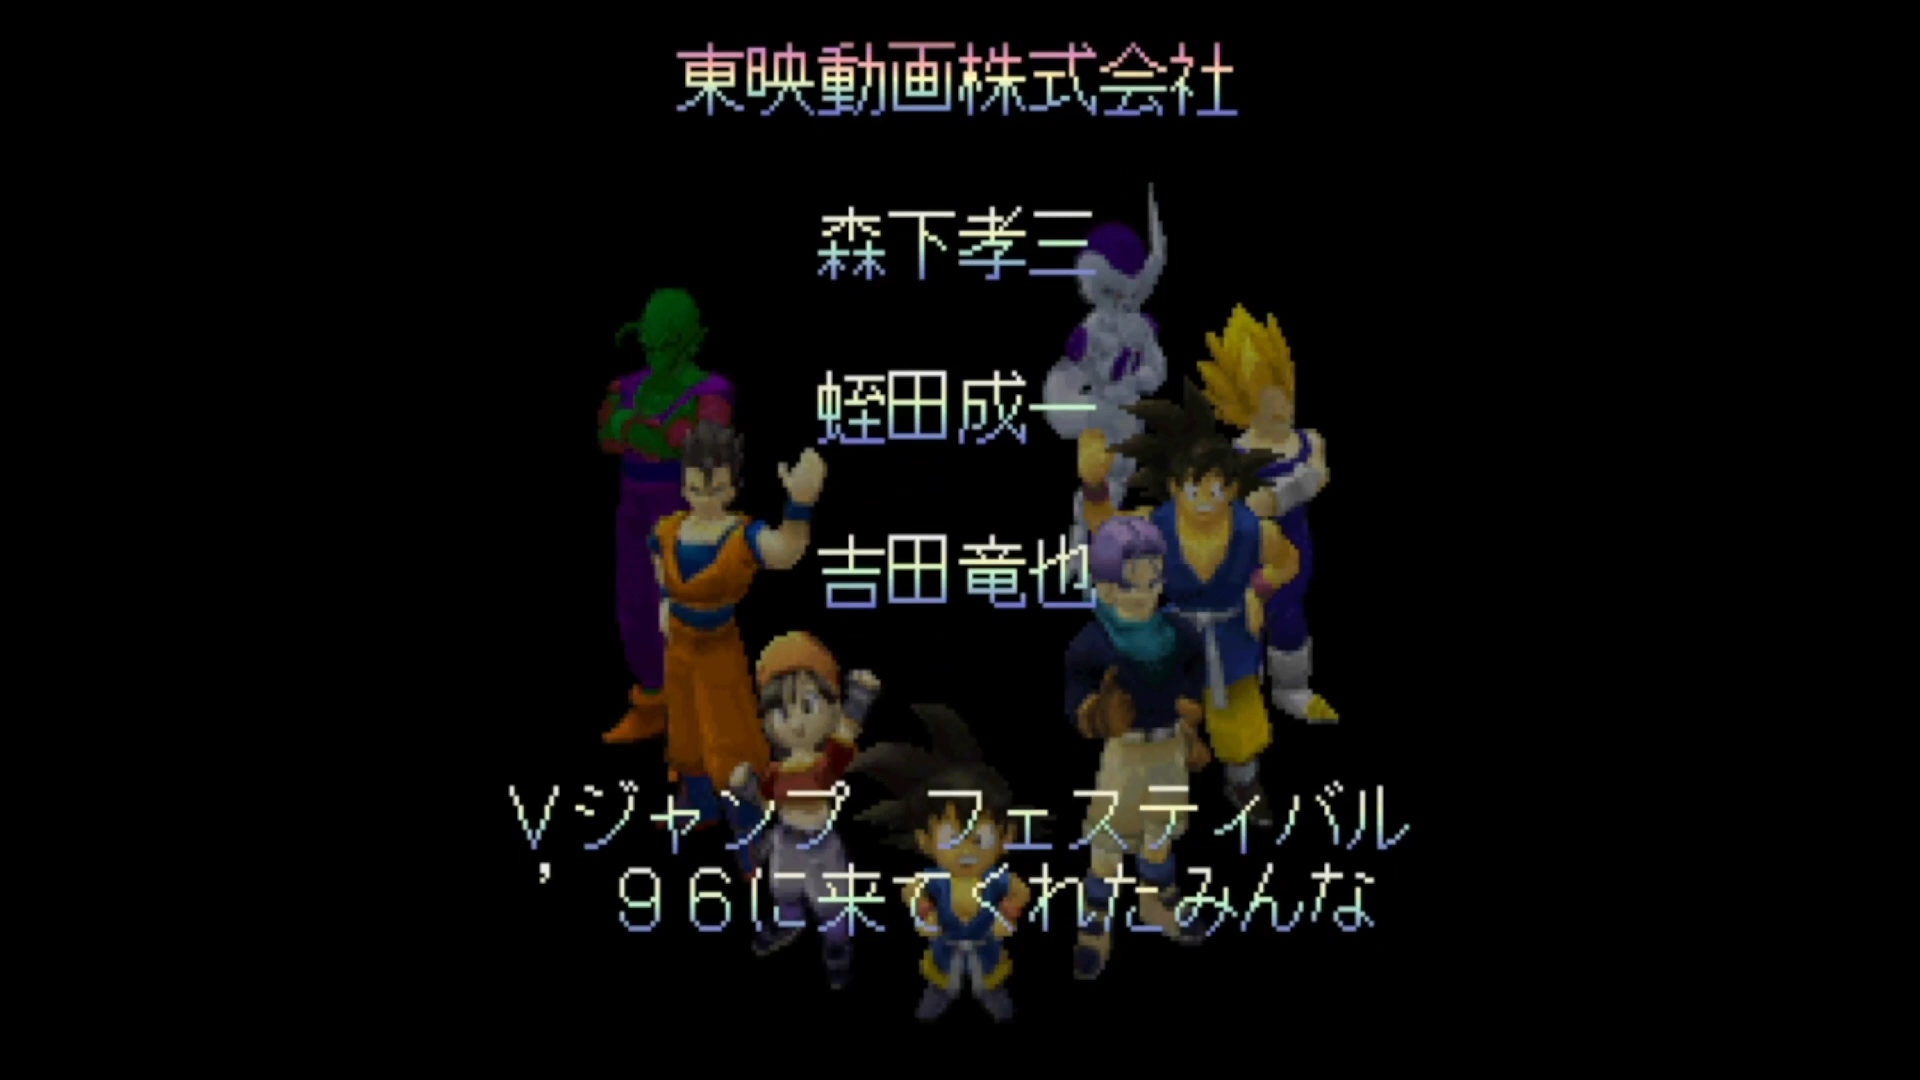 東映動画株式会社
森下孝三
蛭田成一
吉田竜也
Vジャンプ　フェスティバル
’96に来てくれたみんな